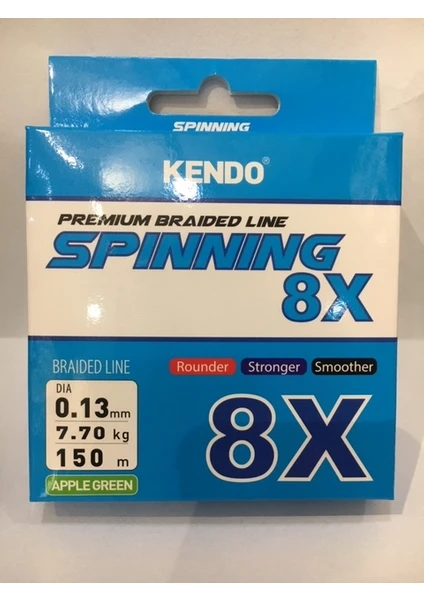 SPINNING
KENDO®
PREMIUM BRAIDED LINE
SPINNING
8X
BRAIDED LINE
Rounder Stronger Smoother
DIA
0.13mm
7.70 kg
150 m
APPLE GREEN
8X